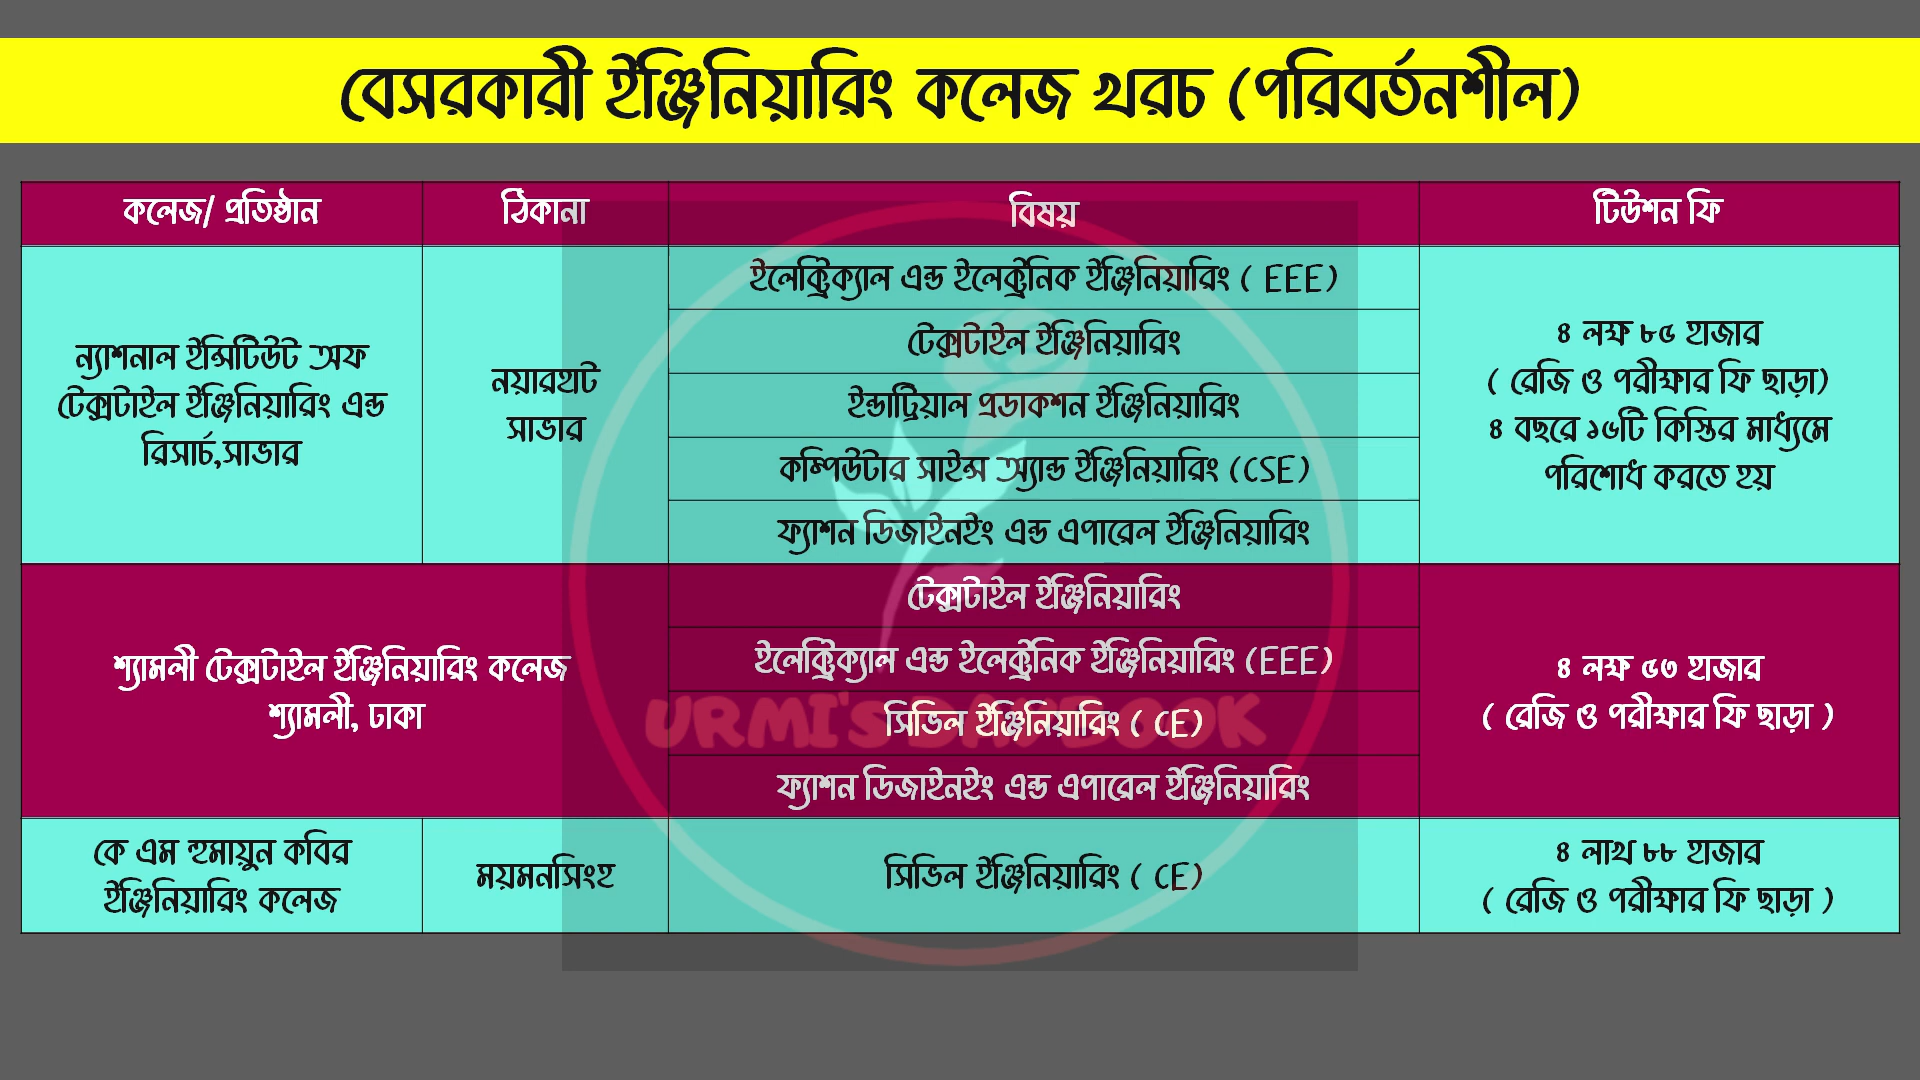 বেসরকারী ইঞ্জিনিয়ারিং কলেজ খরচ (পরিবর্তনশীল)
কলেজ/ প্রতিষ্ঠান
ঠিকানা
বিষয়
টিউশন ফি
ন্যাশনাল ইন্সিটিউট অফ
টেক্সটাইল ইঞ্জিনিয়ারিং এন্ড
রিসার্চ,সাভার
নয়ারহাট
সাভার
ইলেক্ট্রিক্যাল এন্ড ইলেক্ট্রনিক ইঞ্জিনিয়ারিং ( EEE)
টেক্সটাইল ইঞ্জিনিয়ারিং
ইন্ডাট্রিয়াল প্রডাকশন ইঞ্জিনিয়ারিং
কম্পিউটার সাইন্স অ্যান্ড ইঞ্জিনিয়ারিং (CSE)
ফ্যাশন ডিজাইনইং এন্ড এপারেল ইঞ্জিনিয়ারিং
৪ লক্ষ ৮৫ হাজার
( রেজি ও পরীক্ষার ফি ছাড়া)
৪ বছরে ১৬টি কিস্তির মাধ্যমে
পরিশোধ করতে হয়
শ্যামলী টেক্সটাইল ইঞ্জিনিয়ারিং কলেজ
শ্যামলী, ঢাকা
টেক্সটাইল ইঞ্জিনিয়ারিং
ইলেক্ট্রিক্যাল এন্ড ইলেক্ট্রনিক ইঞ্জিনিয়ারিং (EEE)
সিভিল ইঞ্জিনিয়ারিং ( CE)
ফ্যাশন ডিজাইনইং এন্ড এপারেল ইঞ্জিনিয়ারিং
৪ লক্ষ ৫৩ হাজার
( রেজি ও পরীক্ষার ফি ছাড়া )
কে এম হুমায়ুন কবির
ইঞ্জিনিয়ারিং কলেজ
ময়মনসিংহ
সিভিল ইঞ্জিনিয়ারিং ( CE)
৪ লাখ ৮৮ হাজার
( রেজি ও পরীক্ষার ফি ছাড়া )
URMI'S DAYBOOK